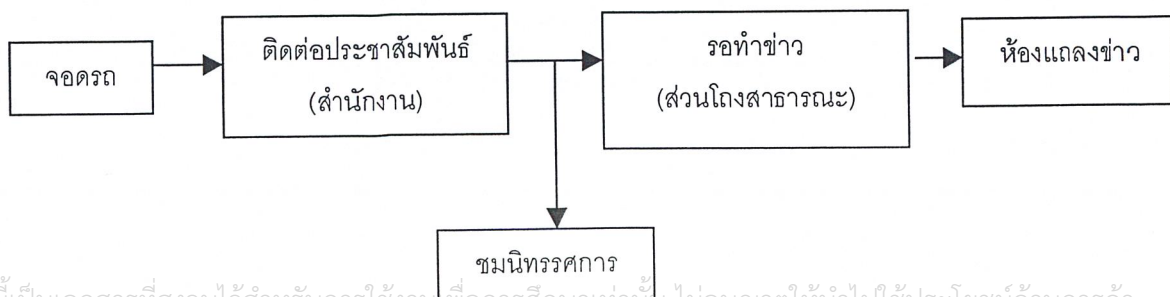 จอดรถ
ติดต่อประชาสัมพันธ์
(สำนักงาน)
รอทำข่าว
(ส่วนโถงสาธารณะ)
ห้องแถลงข่าว
ชมนิทรรศการ